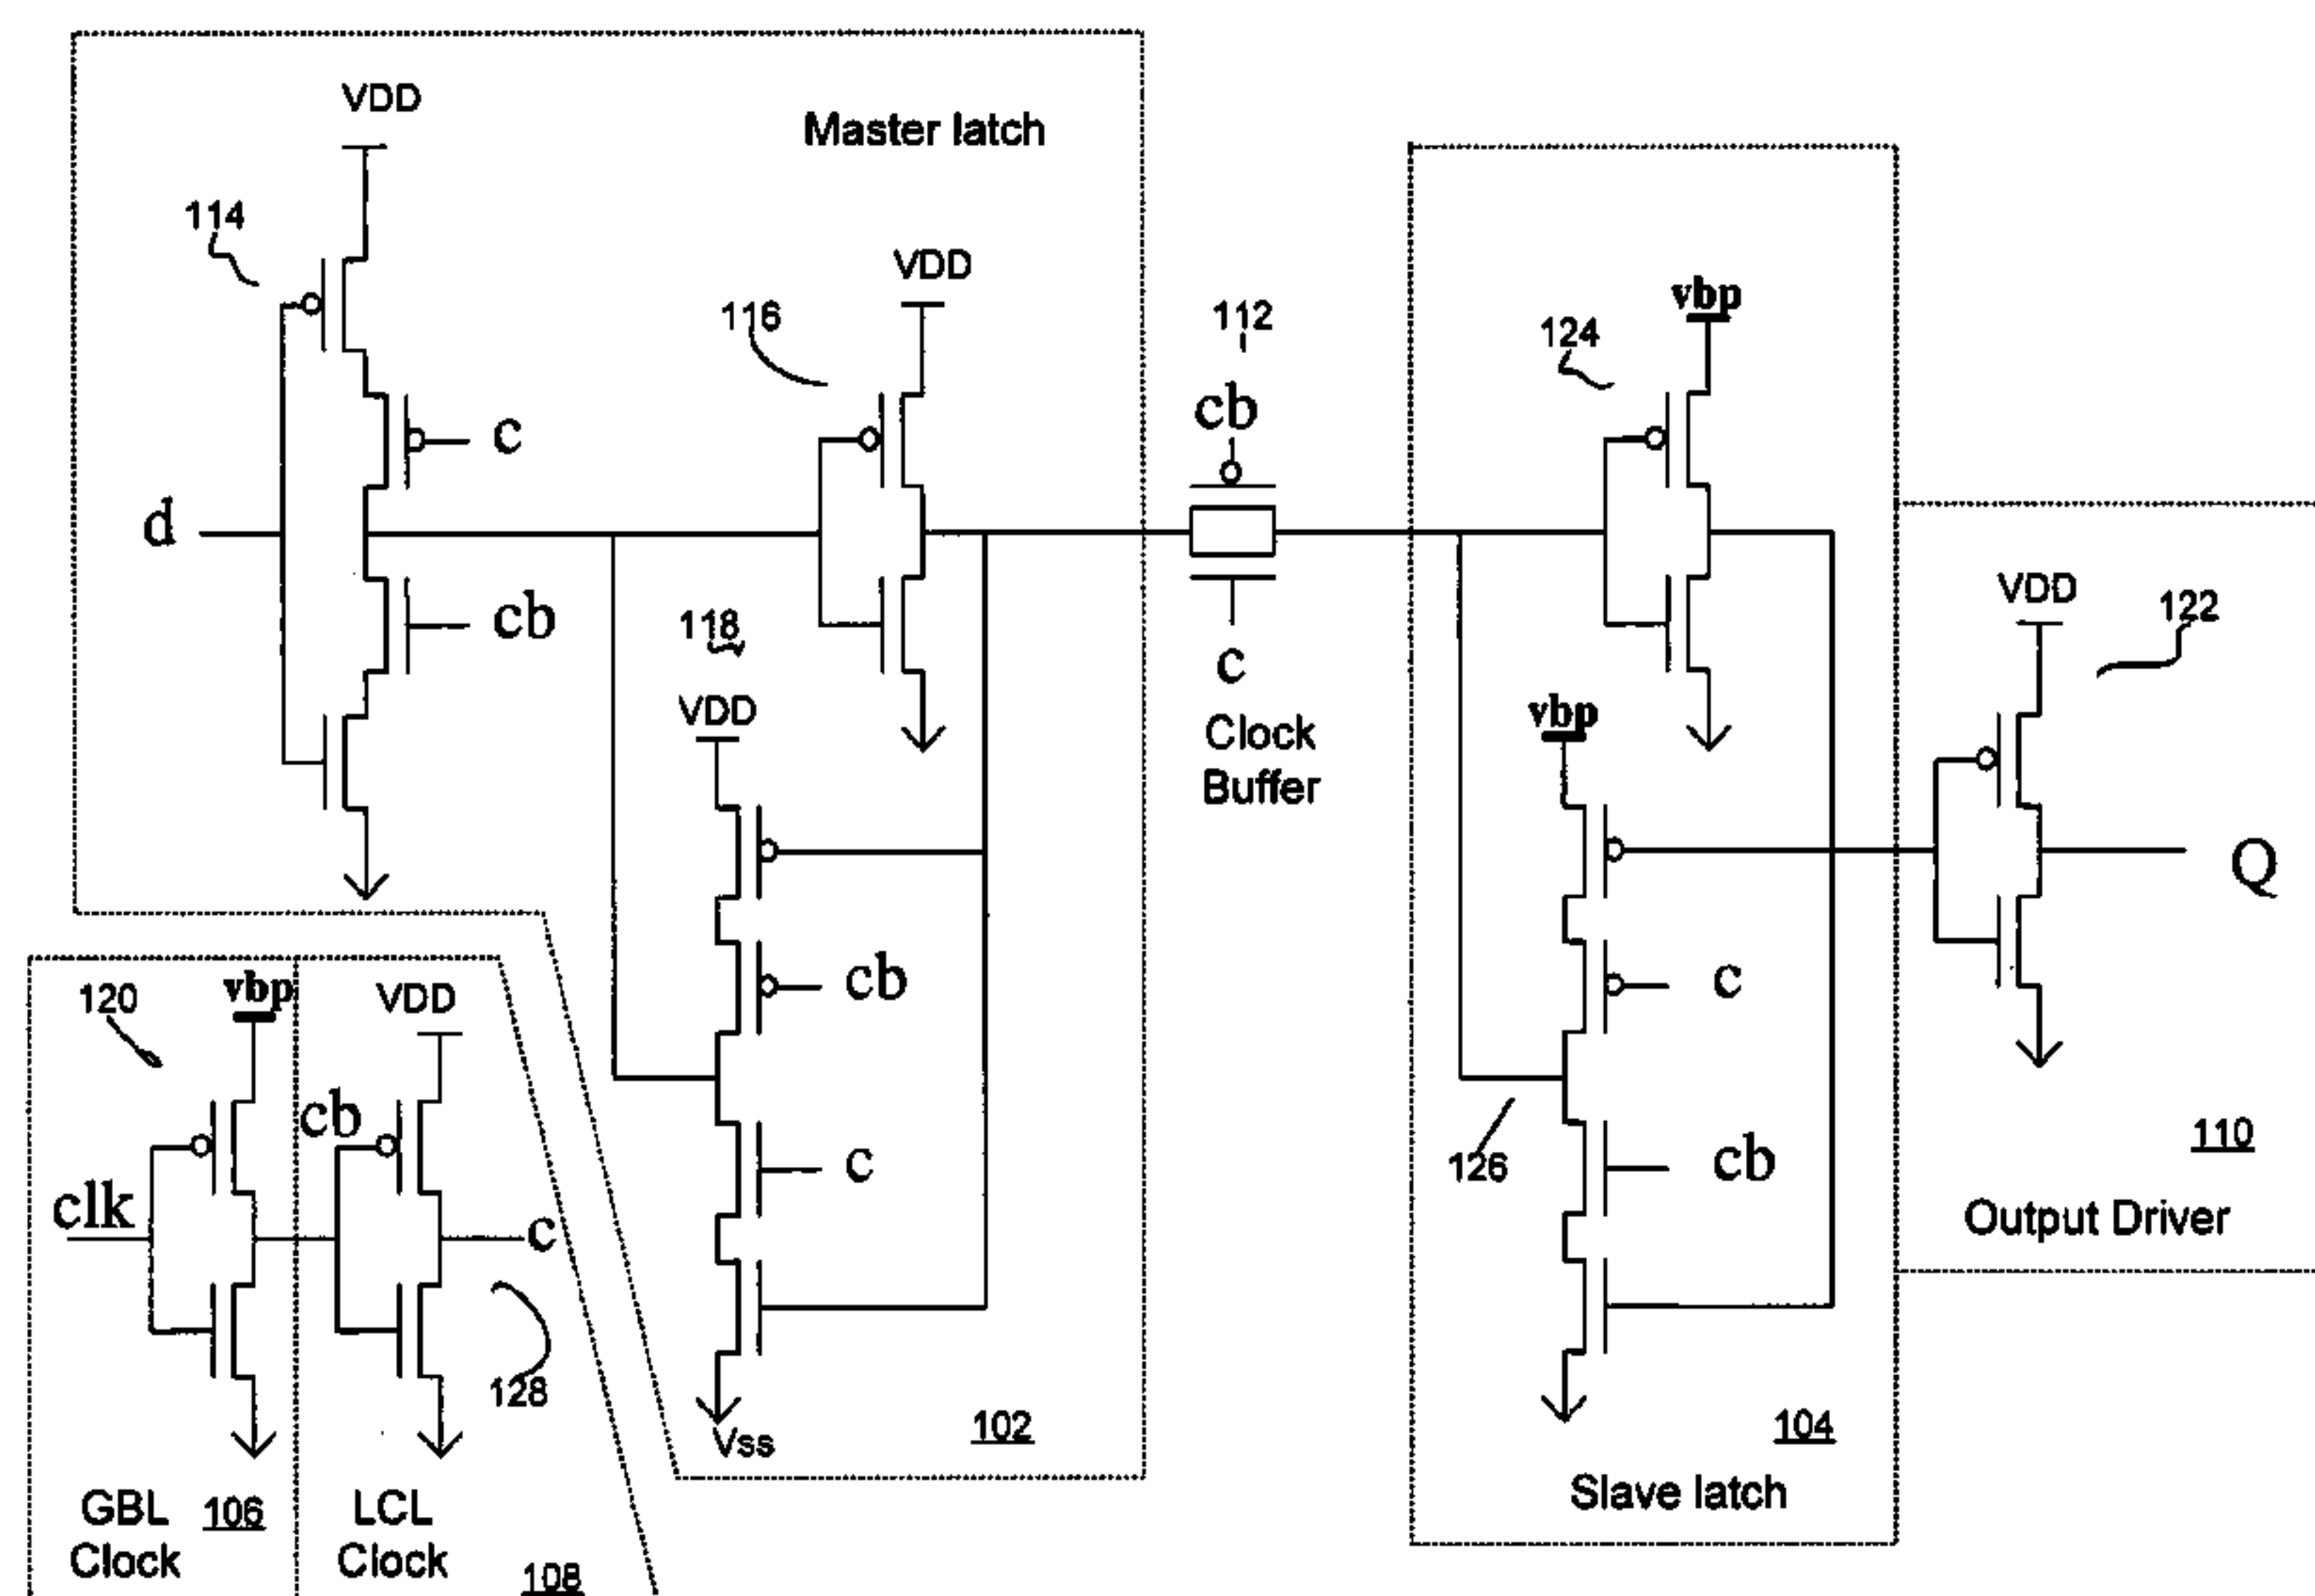 VDD
Master latch
114
VDD
116
112
vbp
124
cb
c
d
cb
118
VDD
c
Clock
Buffer
vbp
VDD
122
Q
cb
c
c
cb
126
110
Output Driver
120
vbp
VDD
cb
clk
c
128
Vss
102
104
Slave latch
GBL
Clock
106
LCL
Clock
108